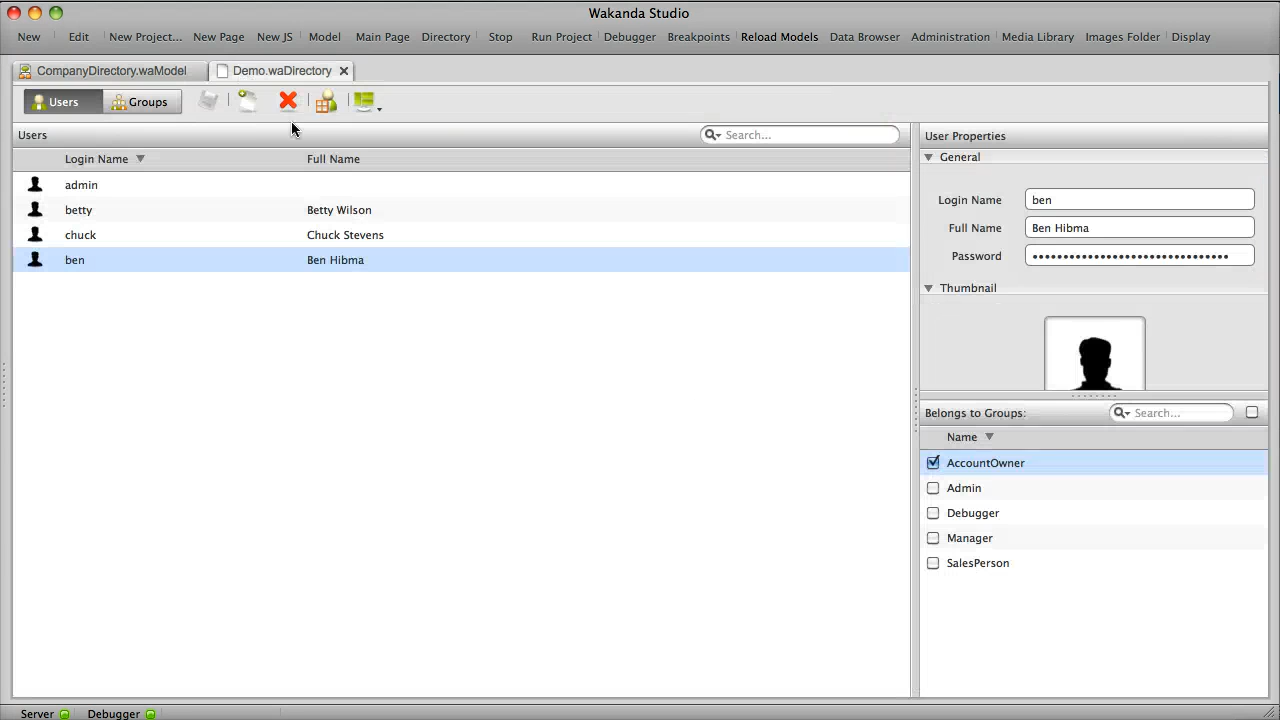 Wakanda Studio
New Edit New Project... New Page New JS Model Main Page Directory Stop Run Project Debugger Breakpoints Reload Models Data Browser Administration Media Library Images Folder Display
CompanyDirectory.waModel Demo.waDirectory
Users Groups
Users Search...
Login Name Full Name
admin
betty Betty Wilson
chuck Chuck Stevens
ben Ben Hibma
User Properties
General
Login Name ben
Full Name Ben Hibma
Password ••••••••••••••••••••••••••••••••
Thumbnail
Belongs to Groups: Search...
Name
AccountOwner
Admin
Debugger
Manager
SalesPerson
Server Debugger